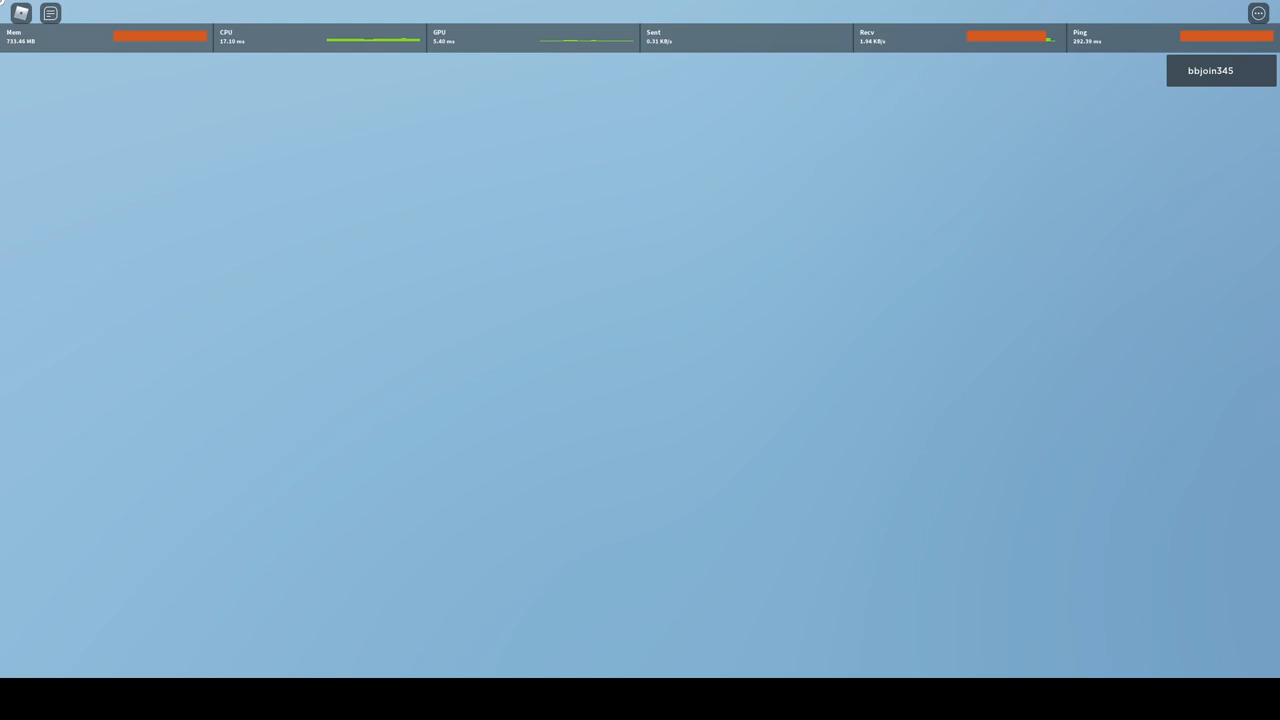 Mem
733.46 MB
CPU
17.10 ms
GPU
5.40 ms
Sent
0.31 KB/s
Recv
1.94 KB/s
Ping
292.39 ms
bbjoin345